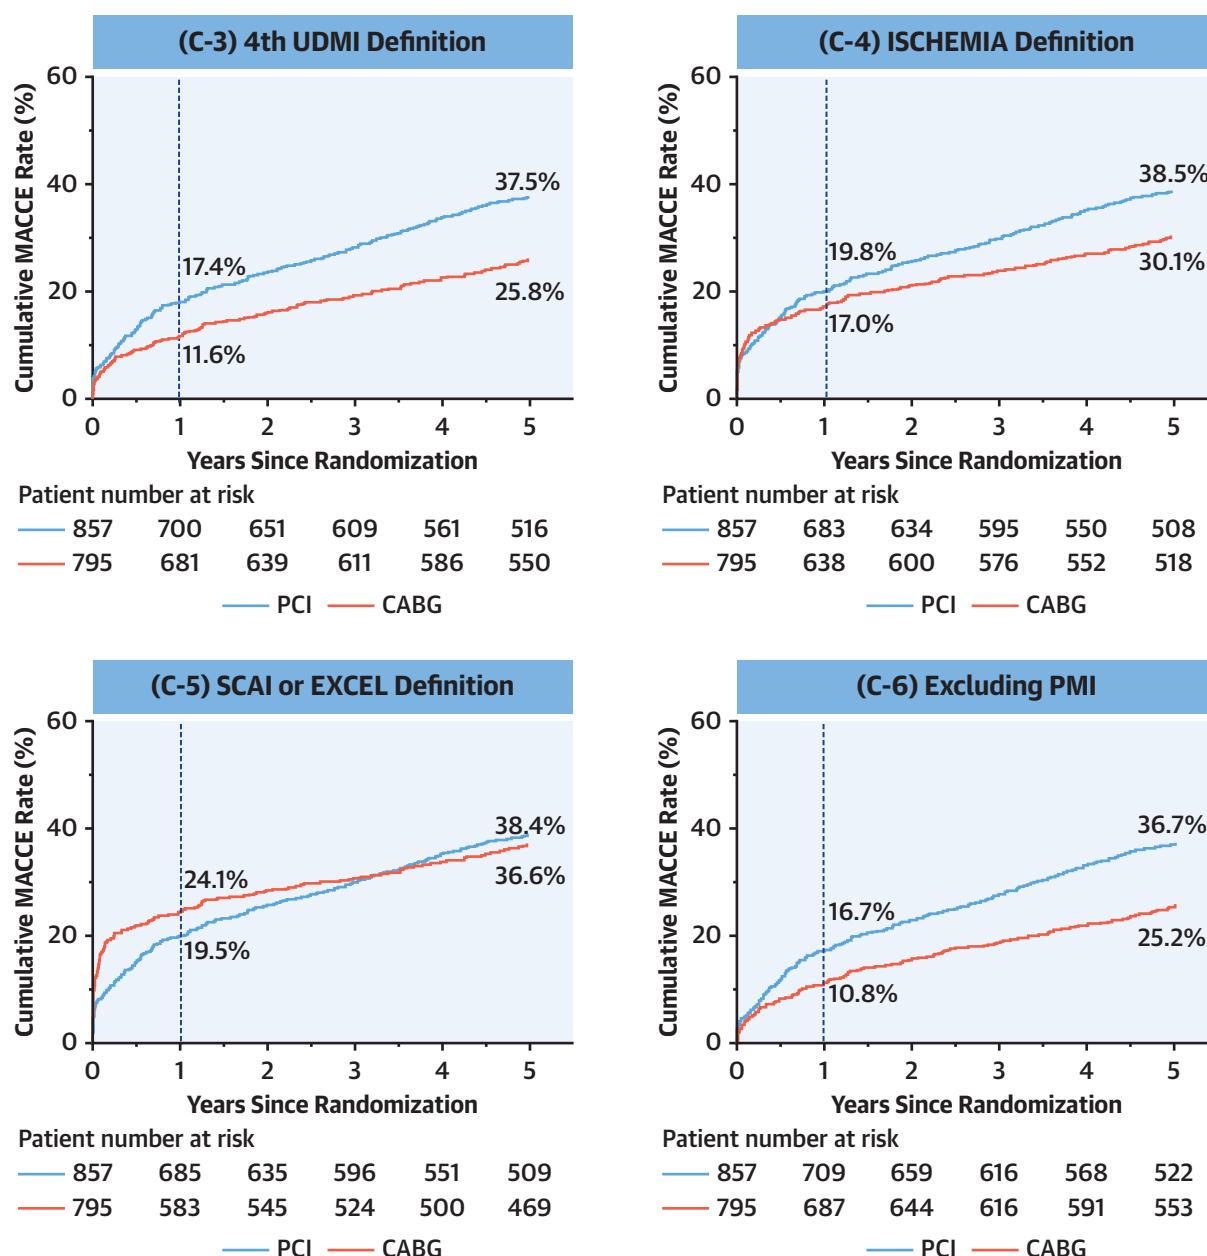 (C-3) 4th UDMI Definition
Cumulative MACCE Rate (%)
60
40
20
0
37.5%
17.4%
25.8%
11.6%
0 1 2 3 4 5
Years Since Randomization
Patient number at risk
857 700 651 609 561 516
795 681 639 611 586 550
PCI CABG
(C-4) ISCHEMIA Definition
Cumulative MACCE Rate (%)
60
40
20
0
38.5%
19.8%
30.1%
17.0%
0 1 2 3 4 5
Years Since Randomization
Patient number at risk
857 683 634 595 550 508
795 638 600 576 552 518
PCI CABG
(C-5) SCAI or EXCEL Definition
Cumulative MACCE Rate (%)
60
40
20
0
38.4%
24.1%
36.6%
19.5%
0 1 2 3 4 5
Years Since Randomization
Patient number at risk
857 685 635 596 551 509
795 583 545 524 500 469
PCI CABG
(C-6) Excluding PMI
Cumulative MACCE Rate (%)
60
40
20
0
36.7%
16.7%
25.2%
10.8%
0 1 2 3 4 5
Years Since Randomization
Patient number at risk
857 709 659 616 568 522
795 687 644 616 591 553
PCI CABG